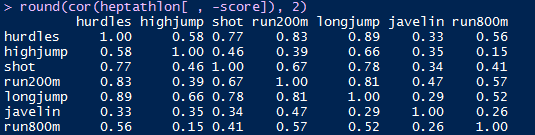 > round(cor(heptathlon[ , -score]), 2)
hurdles highjump shot run200m longjump javelin run800m
hurdles 1.00 0.58 0.77 0.83 0.89 0.33 0.56
highjump 0.58 1.00 0.46 0.39 0.66 0.35 0.15
shot 0.77 0.46 1.00 0.67 0.78 0.34 0.41
run200m 0.83 0.39 0.67 1.00 0.81 0.47 0.57
longjump 0.89 0.66 0.78 0.81 1.00 0.29 0.52
javelin 0.33 0.35 0.34 0.47 0.29 1.00 0.26
run800m 0.56 0.15 0.41 0.57 0.52 0.26 1.00